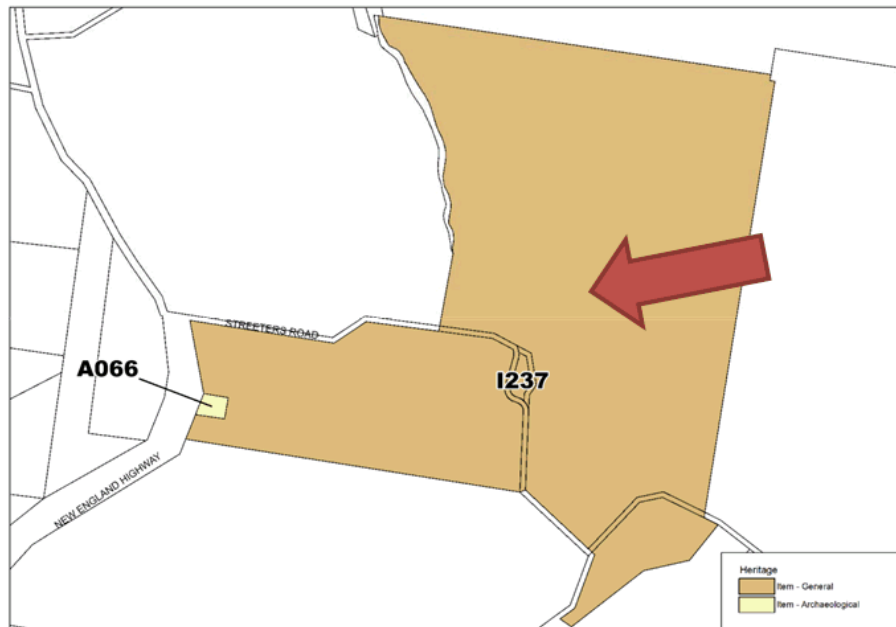 STREETERS ROAD
A066
I237
NEW ENGLAND HIGHWAY
Heritage
Item - General
Item - Archaeological